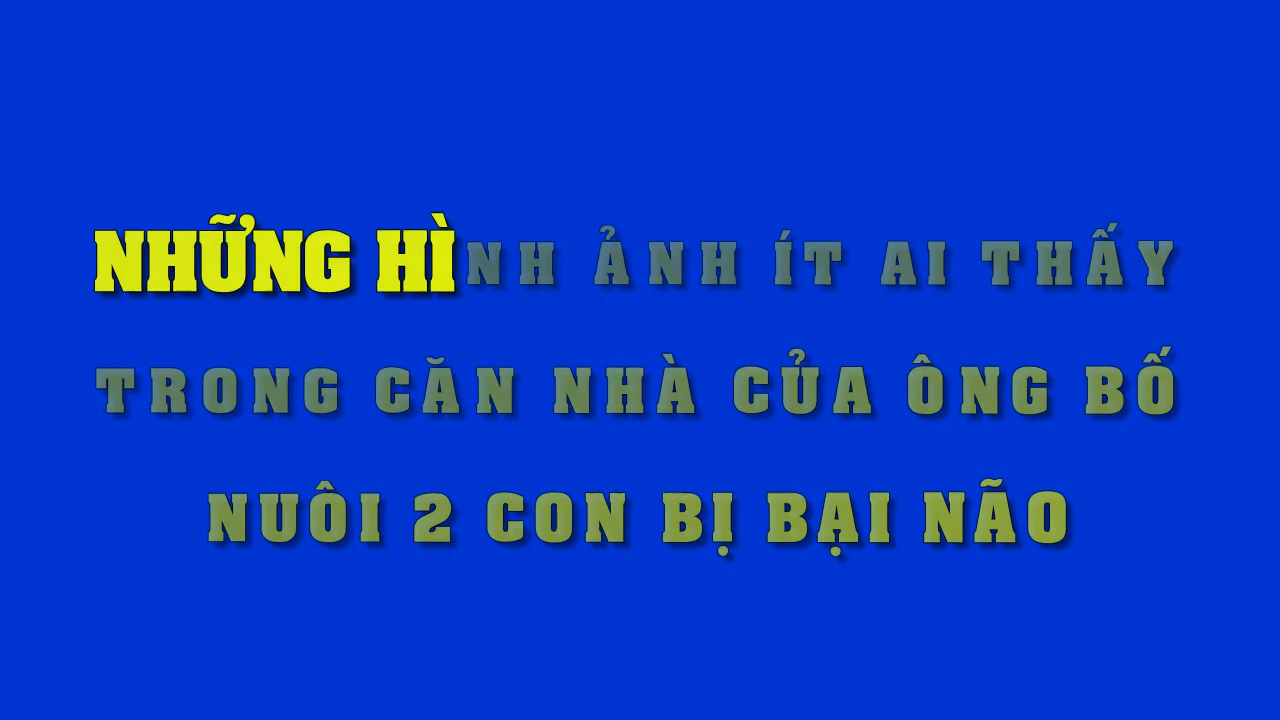 NHỮNG HÌNH ẢNH ÍT AI THẤY
TRONG CĂN NHÀ CỦA ÔNG BỐ
NUÔI 2 CON BỊ BẠI NÃO